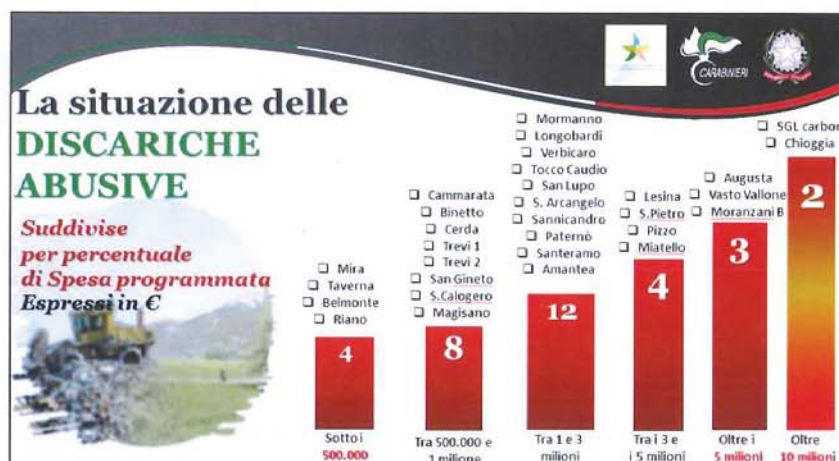 CARABINIERI
La situazione delle
DISCARICHE
ABUSIVE
Suddivise
per percentuale
di Spesa programmata
Espressi in €
Mira
Taverna
Belmonte
Riano
4
Sotto i
500.000
Cammarata
Binetto
Cerda
Trevi 1
Trevi 2
San Gineto
S.Calogero
Magisano
8
Tra 500.000 e
1 milione
Mormanno
Longobardi
Verbicaro
Tocco Caudio
San Lupo
S. Arcangelo
Sannicandro
Paternò
Santeramo
Amantea
12
Tra 1 e 3
milioni
Lesina
S.Pietro
Pizzo
Miatello
4
Tra i 3 e
i 5 milioni
Augusta
Vasto Vallone
Moranzani B
3
Oltre i
5 milioni
SGL carbon
Chioggia
2
Oltre
10 milioni